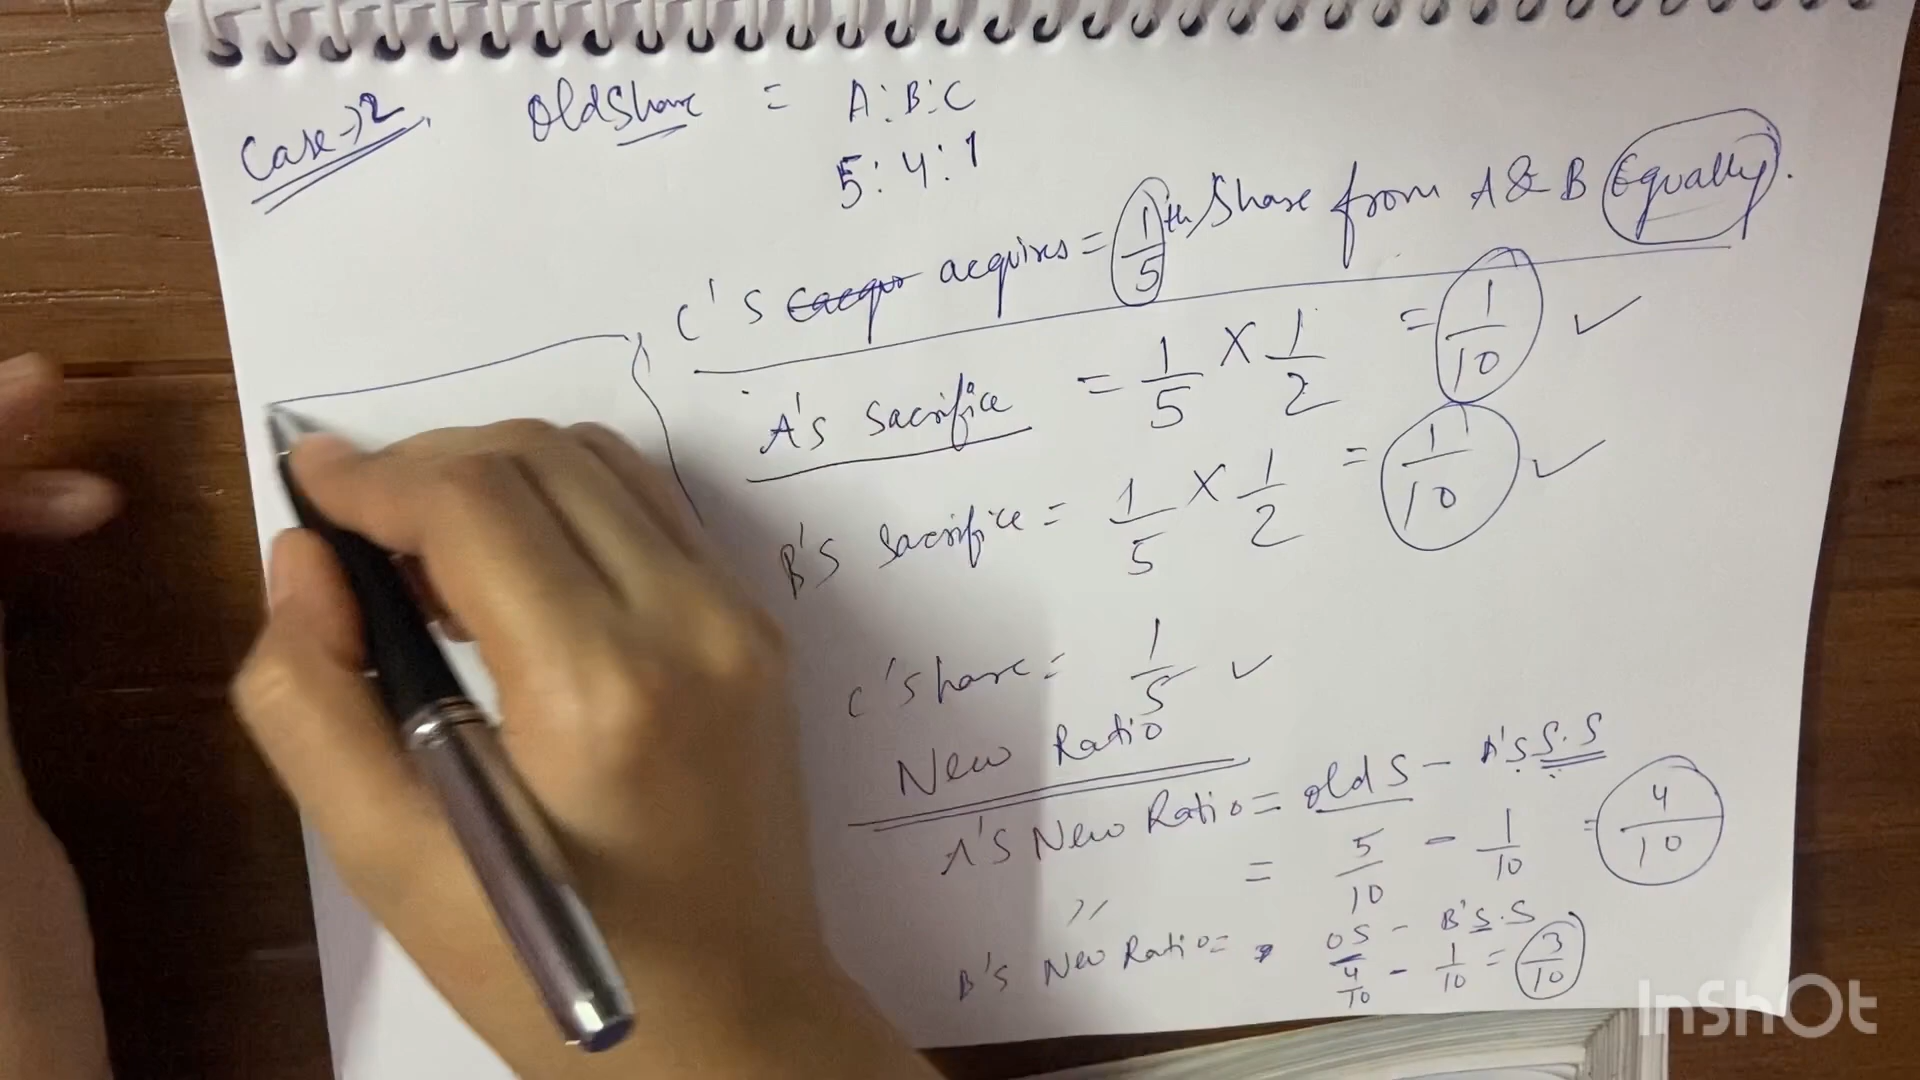 Case→2, Old Share = A:B:C
5:4:1
C's acquires = 1/5 th Share from A & B Equally.
A's Sacrifice = 1/5 X 1/2 = 1/10 ✓
B's Sacrifice = 1/5 X 1/2 = 1/10 ✓
C'Share = 1/5 ✓
New Ratio
A's New Ratio = old S - A's S.S
= 5/10 - 1/10 = 4/10
B's New Ratio = OS - B's S.S
4/10 - 1/10 = 3/10
InShOt